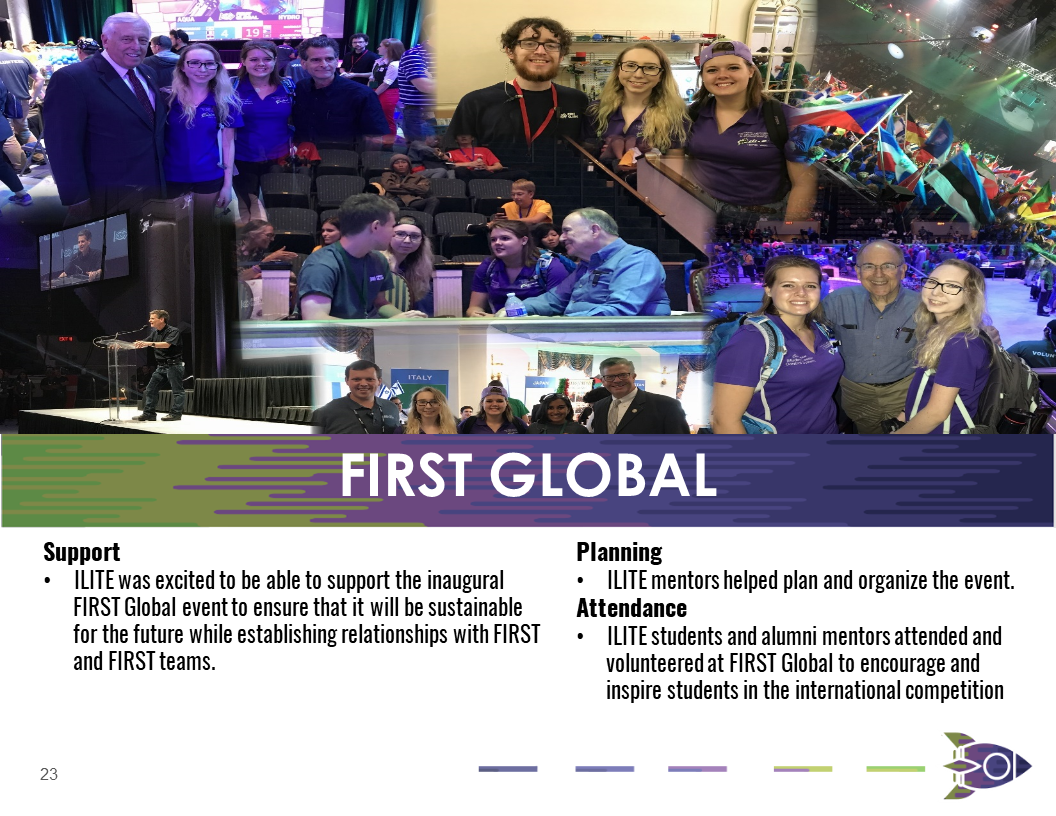 4
19
ITALY
JAPAN
FIRST GLOBAL
Support
• ILITE was excited to be able to support the inaugural
FIRST Global event to ensure that it will be sustainable
for the future while establishing relationships with FIRST
and FIRST teams.
Planning
• ILITE mentors helped plan and organize the event.
Attendance
• ILITE students and alumni mentors attended and
volunteered at FIRST Global to encourage and
inspire students in the international competition
23